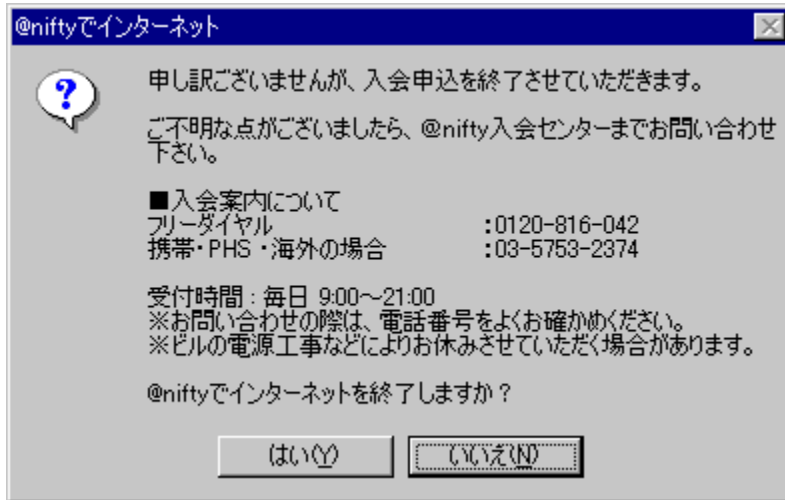 @niftyでインターネット
?
申し訳ございませんが、入会申込を終了させていただきます。
ご不明な点がございましたら、@nifty入会センターまでお問い合わせ
下さい。
■入会案内について
フリーダイヤル :0120-816-042
携帯・PHS・海外の場合 :03-5753-2374
受付時間:毎日 9:00～21:00
※お問い合わせの際は、電話番号をよくお確かめください。
※ビルの電源工事などによりお休みさせていただく場合があります。
@niftyでインターネットを終了しますか?
はい(Y) いいえ(N)